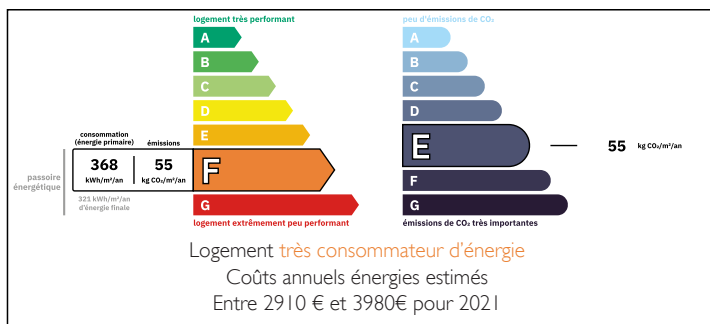 logement très performant
A
B
C
D
E
consommation
(énergie primaire)
émissions
368
kWh/m²/an
55
kg CO₂/m²/an
F
passoire
énergétique
321 kWh/m²/an
d'énergie finale
G
logement extrêmement peu performant
peu d'émissions de CO₂
A
B
C
D
E
55 kg CO₂/m²/an
F
G
émissions de CO₂ très importantes
Logement très consommateur d'énergie
Coûts annuels énergies estimés
Entre 2910 € et 3980€ pour 2021